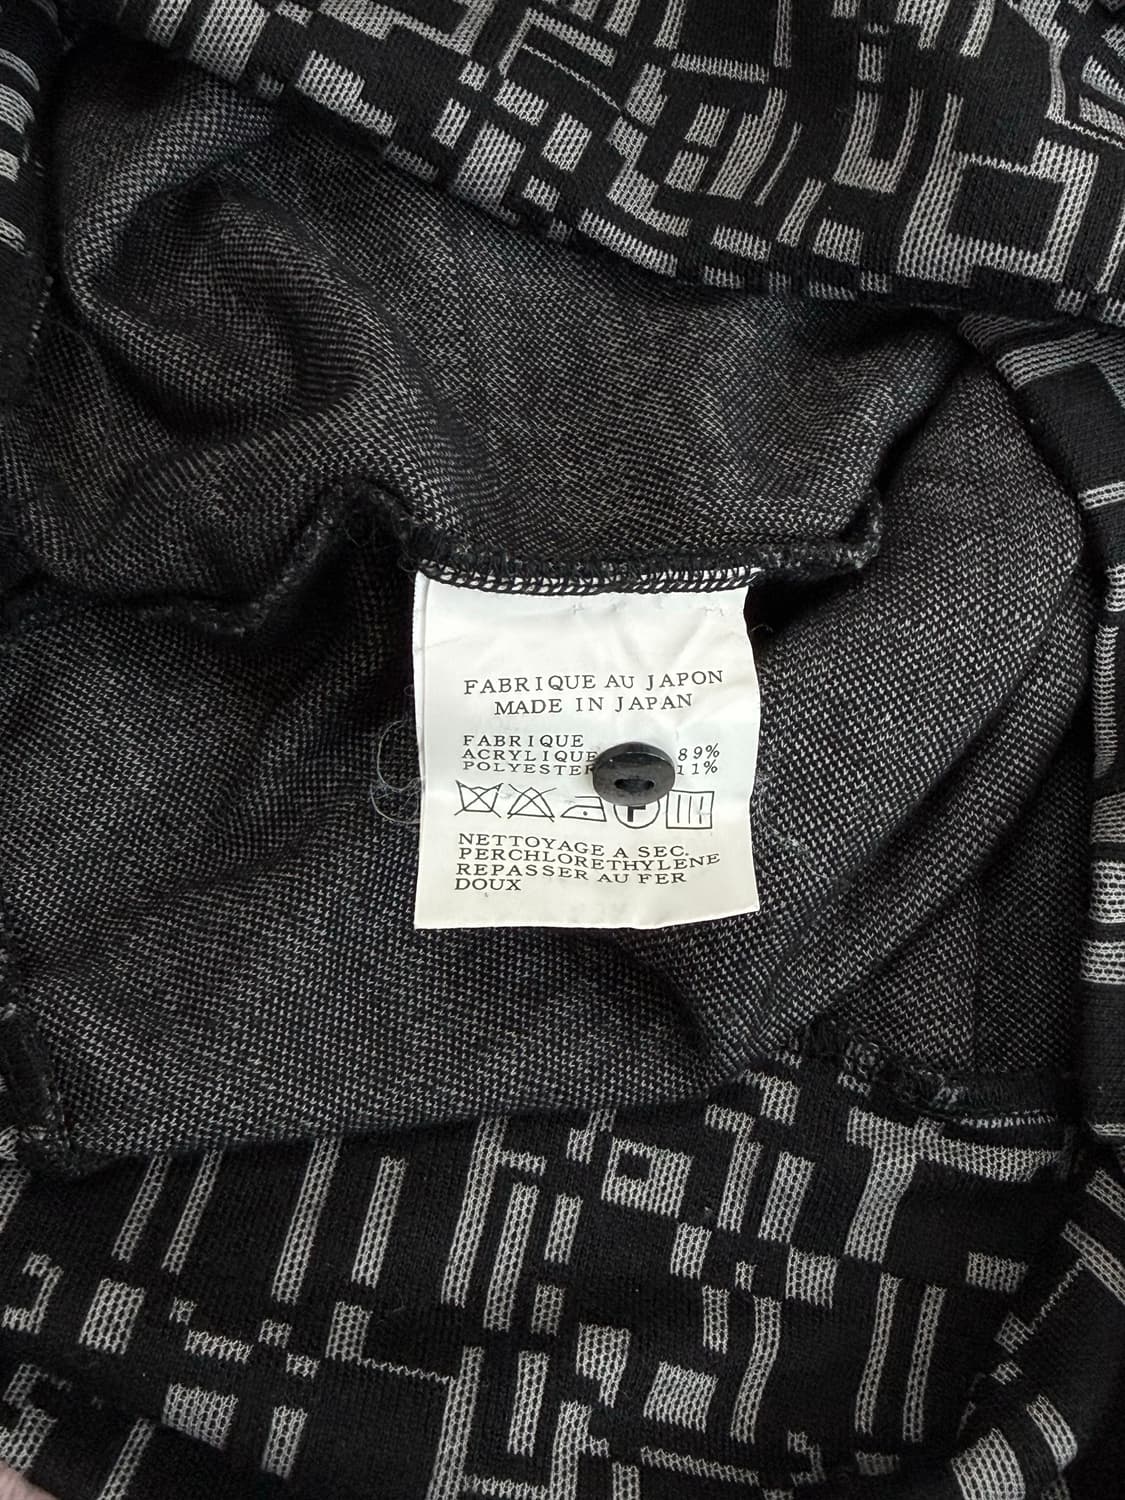 FABRIQUE AU JAPON
MADE IN JAPAN
FABRIQUE
ACRYLIQUE 89%
POLYESTER 11%
NETTOYAGE A SEC.
PERCHLORETHYLENE
REPASSER AU FER
DOUX